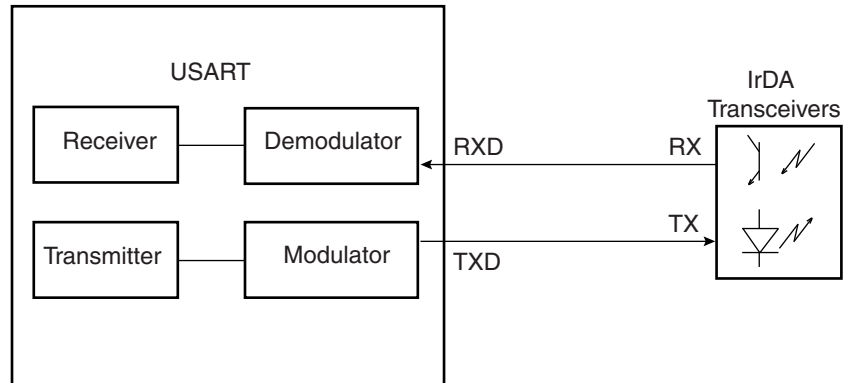 USART
IrDA
Transceivers
Receiver
Demodulator
RXD
RX
Transmitter
Modulator
TX
TXD